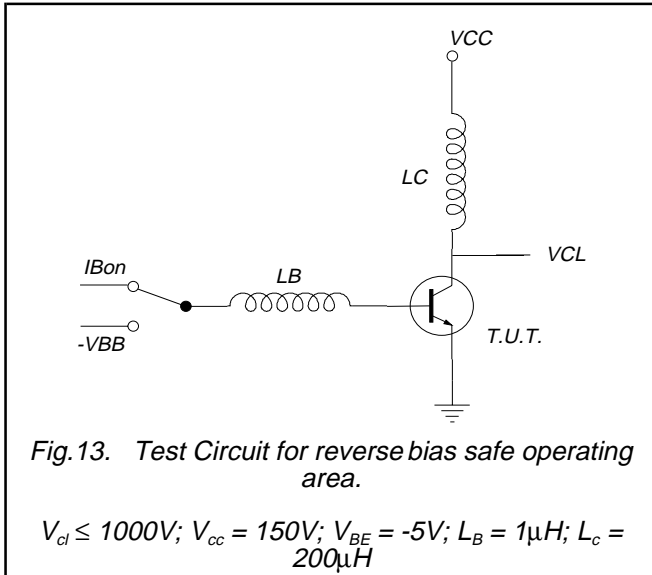 VCC
LC
VCL
IBon
LB
-VBB
T.U.T.
Fig.13. Test Circuit for reverse bias safe operating
area.
Vcl ≤ 1000V; Vcc = 150V; VBE = -5V; LB = 1μH; Lc =
200μH